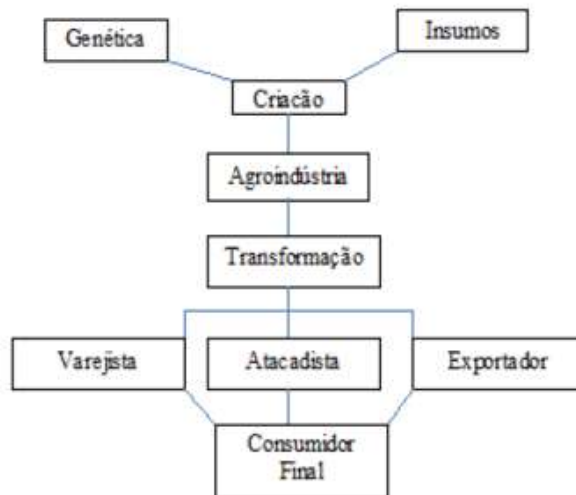 Genética
Insumos
Criação
Agroindústria
Transformação
Varejista
Atacadista
Exportador
Consumidor
Final